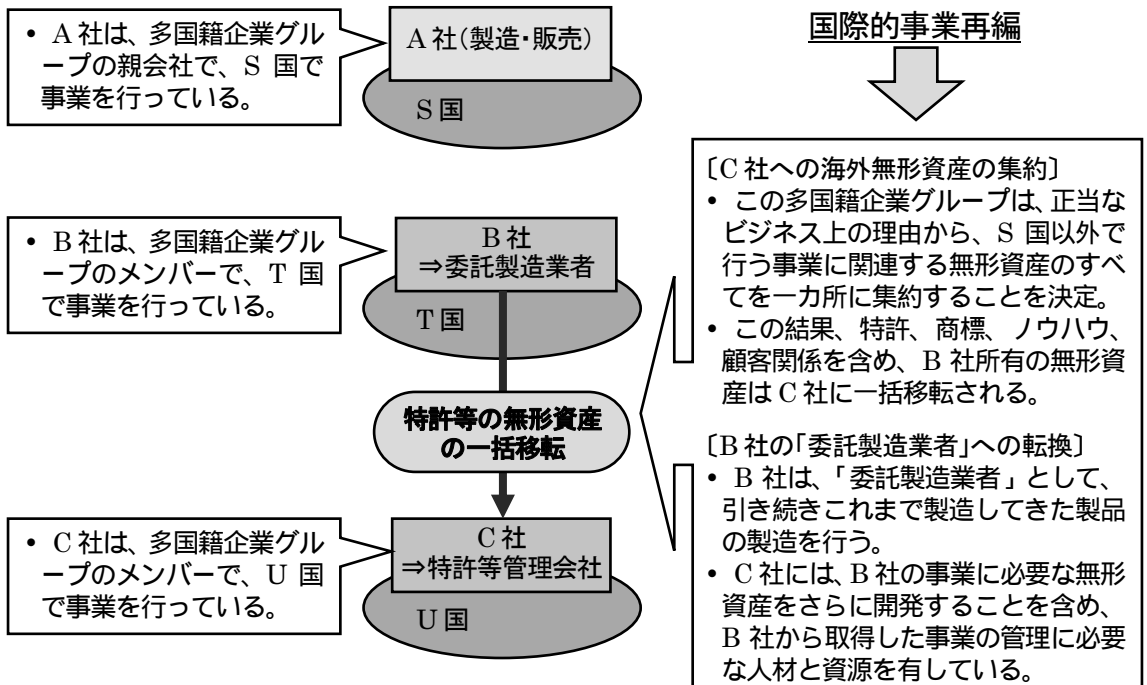 • A社は、多国籍企業グル
ープの親会社で、S 国で
事業を行っている。
A社(製造・販売)
S国
国際的事業再編
• B社は、多国籍企業グル
ープのメンバーで、T 国
で事業を行っている。
B社
⇒委託製造業者
T国
特許等の無形資産
の一括移転
• C社は、多国籍企業グル
ープのメンバーで、U 国
で事業を行っている。
C社
⇒特許等管理会社
U国
〔C社への海外無形資産の集約〕
• この多国籍企業グループは、正当な
ビジネス上の理由から、S 国以外で
行う事業に関連する無形資産のすべ
てを一カ所に集約することを決定。
• この結果、特許、商標、ノウハウ、
顧客関係を含め、B 社所有の無形資
産は C 社に一括移転される。
〔B社の「委託製造業者」への転換〕
• B 社は、「委託製造業者」として、
引き続きこれまで製造してきた製品
の製造を行う。
• C 社には、B 社の事業に必要な無形
資産をさらに開発することを含め、
B 社から取得した事業の管理に必要
な人材と資源を有している。